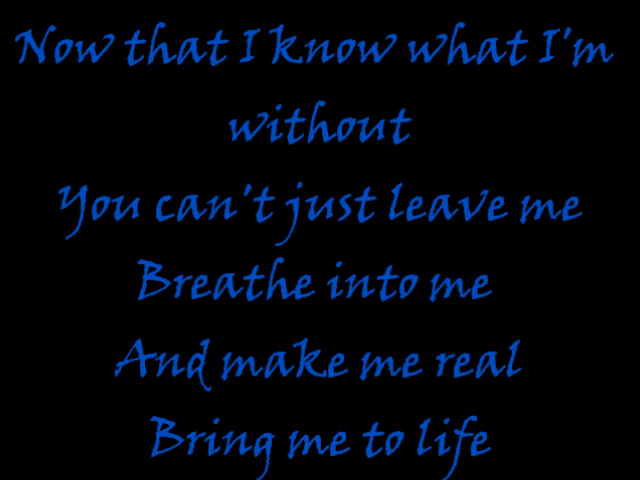 Now that I know what I'm
without
You can't just leave me
Breathe into me
And make me real
Bring me to life